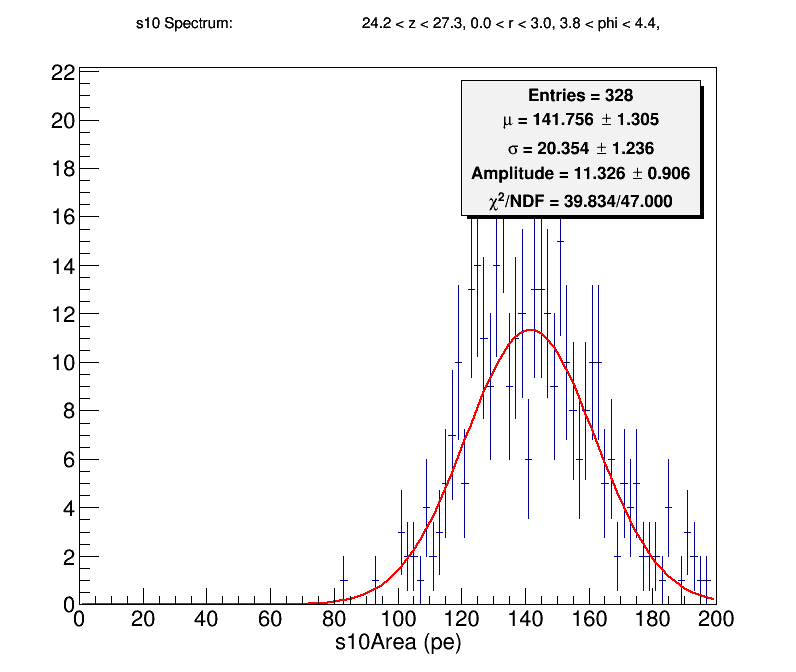 s10 Spectrum: 24.2 < z < 27.3, 0.0 < r < 3.0, 3.8 < phi < 4.4,
Entries = 328
μ = 141.756 ± 1.305
σ = 20.354 ± 1.236
Amplitude = 11.326 ± 0.906
χ²/NDF = 39.834/47.000
22
20
18
16
14
12
10
8
6
4
2
0
0 20 40 60 80 100 120 140 160 180 200
s10Area (pe)